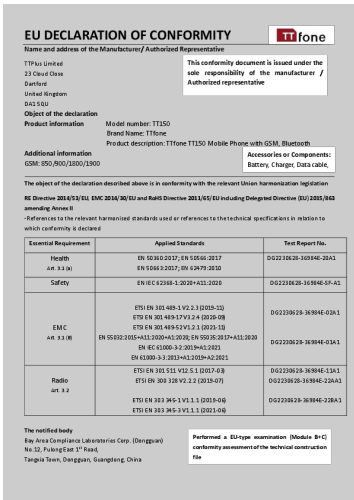 EU DECLARATION OF CONFORMITY
TTfone
Name and address of the Manufacturer/ Authorized Representative
TTPlus Limited
23 Cloud Close
Dartford
United Kingdom
DA1 5QU
This conformity document is issued under the
sole responsibility of the manufacturer /
Authorized representative
Object of the declaration
Product information Model number: TT150
Brand Name: TTfone
Product description: TTfone TT150 Mobile Phone with GSM, Bluetooth
Additional information
GSM: 850/900/1800/1900
Accessories or Components:
Battery, Charger, Data cable,
The object of the declaration described above is in conformity with the relevant Union harmonization legislation
RE Directive 2014/53/EU, EMC 2014/30/EU and RoHS Directive 2011/65/EU including Delegated Directive (EU) 2015/863
amending Annex II
-References to the relevant harmonised standards used or references to the technical specifications in relation to
which conformity is declared
Essential Requirement Applied Standards Test Report No.
Health EN 50360:2017; EN 50566:2017 DG2230628-36984E-20A1
Art. 3.1 (a) EN 50663:2017; EN 62479:2010
Safety EN IEC 62368-1:2020+A11:2020 DG2230628-36984E-SF-A1
ETSI EN 301 489-1 V2.2.3 (2019-11)
ETSI EN 301 489-17 V3.2.4 (2020-09) DG2230628-36984E-02A1
ETSI EN 301 489-52 V1.2.1 (2021-11)
EMC EN 55032:2015+A11:2020+A1:2020; EN 55035:2017+A11:2020
Art. 3.1 (B) EN IEC 61000-3-2:2019+A1:2021 DG2230628-36984E-01A1
EN 61000-3-3:2013+A1:2019+A2:2021
ETSI EN 301 511 V12.5.1 (2017-03) DG2230628-36984E-11A1
Radio ETSI EN 300 328 V2.2.2 (2019-07) DG2230628-36984E-22AA1
Art. 3.2
ETSI EN 303 345-1 V1.1.1 (2019-06) DG2230628-36984E-22BA1
ETSI EN 303 345-3 V1.1.1 (2021-06)
The notified body
Bay Area Compliance Laboratories Corp. (Dongguan)
No.12, Pulong East 1st Road,
Tangxia Town, Dongguan, Guangdong, China
Performed a EU-type examination (Module B+C)
conformity assessment of the technical construction
file